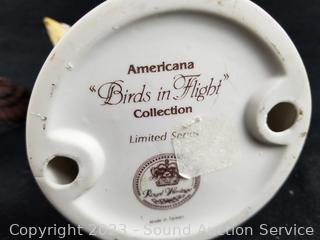 Americana
"Birds in Flight"
Collection
Limited Series
Royal Heritage
Made in Taiwan
Copyright 2023 - Sound Auction Service